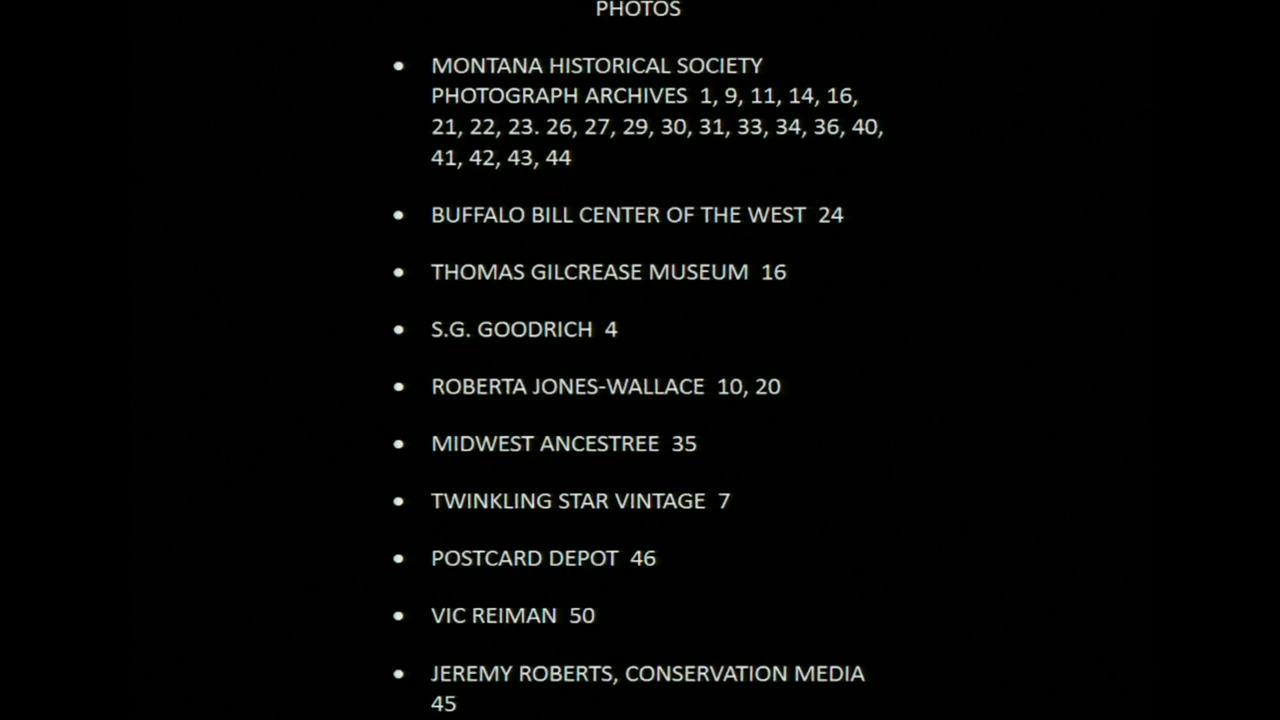 PHOTOS
• MONTANA HISTORICAL SOCIETY
PHOTOGRAPH ARCHIVES 1, 9, 11, 14, 16,
21, 22, 23. 26, 27, 29, 30, 31, 33, 34, 36, 40,
41, 42, 43, 44
• BUFFALO BILL CENTER OF THE WEST 24
• THOMAS GILCREASE MUSEUM 16
• S.G. GOODRICH 4
• ROBERTA JONES-WALLACE 10, 20
• MIDWEST ANCESTREE 35
• TWINKLING STAR VINTAGE 7
• POSTCARD DEPOT 46
• VIC REIMAN 50
• JEREMY ROBERTS, CONSERVATION MEDIA
45